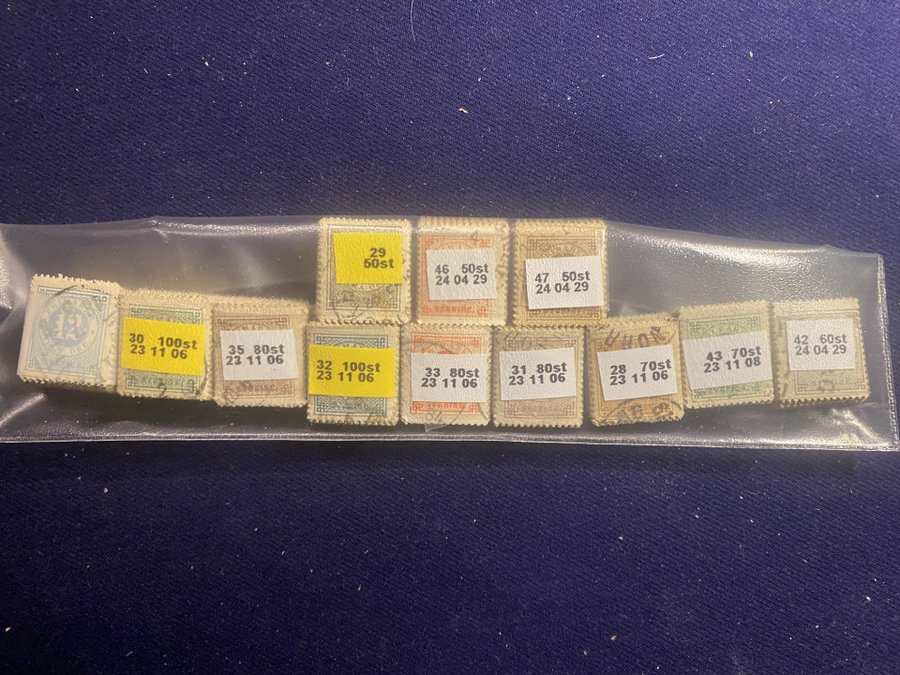 29
50st
46 50st
24 04 29
47 50st
24 04 29
12
30 100st
23 11 06
35 80st
23 11 06
32 100st
23 11 06
33 80st
23 11 06
31 80st
23 11 06
28 70st
23 11 06
43 70st
23 11 08
42 60st
24 04 29